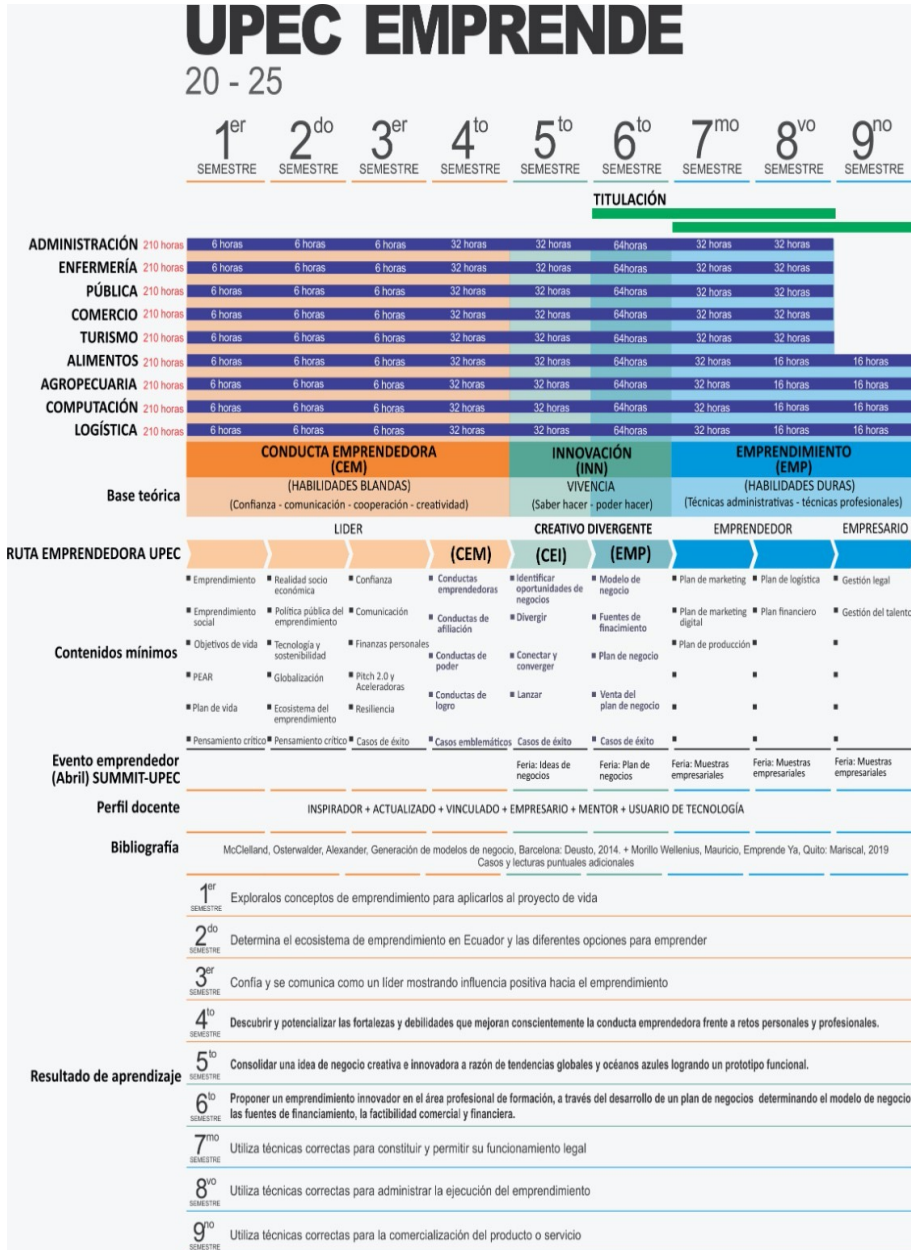 UPEC EMPRENDE
20 - 25
1er SEMESTRE 2do SEMESTRE 3er SEMESTRE 4to SEMESTRE 5to SEMESTRE 6to SEMESTRE 7mo SEMESTRE 8vo SEMESTRE 9no SEMESTRE
TITULACIÓN
ADMINISTRACIÓN 210 horas 6 horas 6 horas 6 horas 32 horas 32 horas 64horas 32 horas 32 horas
ENFERMERÍA 210 horas 6 horas 6 horas 6 horas 32 horas 32 horas 64horas 32 horas 32 horas
PÚBLICA 210 horas 6 horas 6 horas 6 horas 32 horas 32 horas 64horas 32 horas 32 horas
COMERCIO 210 horas 6 horas 6 horas 6 horas 32 horas 32 horas 64horas 32 horas 32 horas
TURISMO 210 horas 6 horas 6 horas 6 horas 32 horas 32 horas 64horas 32 horas 32 horas
ALIMENTOS 210 horas 6 horas 6 horas 6 horas 32 horas 32 horas 64horas 32 horas 16 horas 16 horas
AGROPECUARIA 210 horas 6 horas 6 horas 6 horas 32 horas 32 horas 64horas 32 horas 16 horas 16 horas
COMPUTACIÓN 210 horas 6 horas 6 horas 6 horas 32 horas 32 horas 64horas 32 horas 16 horas 16 horas
LOGÍSTICA 210 horas 6 horas 6 horas 6 horas 32 horas 32 horas 64horas 32 horas 16 horas 16 horas
CONDUCTA EMPRENDEDORA INNOVACIÓN EMPRENDIMIENTO
(CEM) (INN) (EMP)
Base teórica
(HABILIDADES BLANDAS) VIVENCIA (HABILIDADES DURAS)
(Confianza - comunicación - cooperación - creatividad) (Saber hacer - poder hacer) (Técnicas administrativas - técnicas profesionales)
LIDER CREATIVO DIVERGENTE EMPRENDEDOR EMPRESARIO
RUTA EMPRENDEDORA UPEC (CEM) (CEI) (EMP)
Contenidos mínimos
▪ Emprendimiento
▪ Emprendimiento
social
▪ Objetivos de vida
▪ PEAR
▪ Plan de vida
▪ Pensamiento crítico
▪ Realidad socio
económica
▪ Política pública del
emprendimiento
▪ Tecnología y
sostenibilidad
▪ Globalización
▪ Ecosistema del
emprendimiento
▪ Pensamiento crítico
▪ Confianza
▪ Comunicación
▪ Finanzas personales
▪ Pitch 2.0 y
Aceleradoras
▪ Resiliencia
▪ Casos de éxito
▪ Conductas
emprendedoras
▪ Conductas de
afiliación
▪ Conductas de
poder
▪ Conductas de
logro
▪ Casos emblemáticos
▪ Identificar
oportunidades de
negocios
▪ Divergir
▪ Conectar y
converger
▪ Lanzar
Casos de éxito
▪ Modelo de
negocio
▪ Fuentes de
finacimiento
▪ Plan de negocio
▪ Venta del
plan de negocio
▪ Casos de éxito
▪ Plan de marketing
▪ Plan de marketing
digital
▪ Plan de producción
▪ Plan de logística
▪ Plan financiero
▪ Gestión legal
▪ Gestión del talento
Evento emprendedor
(Abril) SUMMIT-UPEC
Feria: Ideas de
negocios
Feria: Plan de
negocios
Feria: Muestras
empresariales
Feria: Muestras
empresariales
Feria: Muestras
empresariales
Perfil docente INSPIRADOR + ACTUALIZADO + VINCULADO + EMPRESARIO + MENTOR + USUARIO DE TECNOLOGÍA
Bibliografía McClelland, Osterwalder, Alexander, Generación de modelos de negocio, Barcelona: Deusto, 2014. + Morillo Wellenius, Mauricio, Emprende Ya, Quito: Mariscal, 2019
Casos y lecturas puntuales adicionales
Resultado de aprendizaje
1er SEMESTRE Exploralos conceptos de emprendimiento para aplicarlos al proyecto de vida
2do SEMESTRE Determina el ecosistema de emprendimiento en Ecuador y las diferentes opciones para emprender
3er SEMESTRE Confía y se comunica como un líder mostrando influencia positiva hacia el emprendimiento
4to SEMESTRE Descubrir y potencializar las fortalezas y debilidades que mejoran conscientemente la conducta emprendedora frente a retos personales y profesionales.
5to SEMESTRE Consolidar una idea de negocio creativa e innovadora a razón de tendencias globales y océanos azules logrando un prototipo funcional.
6to SEMESTRE Proponer un emprendimiento innovador en el área profesional de formación, a través del desarrollo de un plan de negocios determinando el modelo de negocio
las fuentes de financiamiento, la factibilidad comercial y financiera.
7mo SEMESTRE Utiliza técnicas correctas para constituir y permitir su funcionamiento legal
8vo SEMESTRE Utiliza técnicas correctas para administrar la ejecución del emprendimiento
9no SEMESTRE Utiliza técnicas correctas para la comercialización del producto o servicio